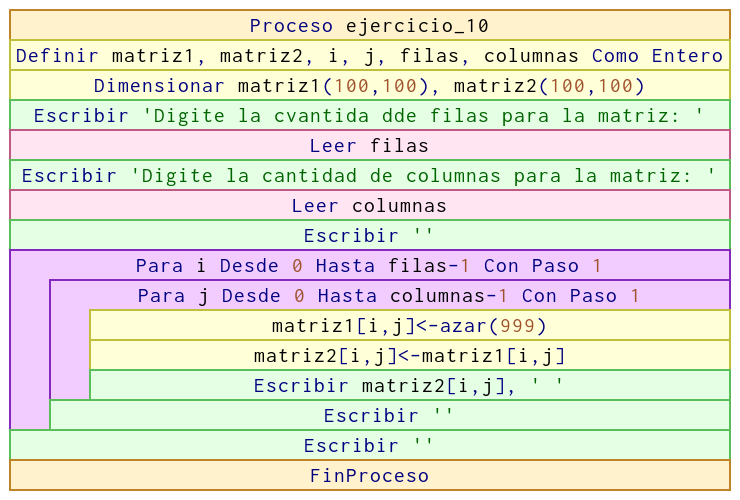 Proceso ejercicio_10
Definir matriz1, matriz2, i, j, filas, columnas Como Entero
Dimensionar matriz1(100,100), matriz2(100,100)
Escribir 'Digite la cvantida dde filas para la matriz: '
Leer filas
Escribir 'Digite la cantidad de columnas para la matriz: '
Leer columnas
Escribir ''
Para i Desde 0 Hasta filas-1 Con Paso 1
Para j Desde 0 Hasta columnas-1 Con Paso 1
matriz1[i,j]<-azar(999)
matriz2[i,j]<-matriz1[i,j]
Escribir matriz2[i,j], ' '
Escribir ''
Escribir ''
FinProceso